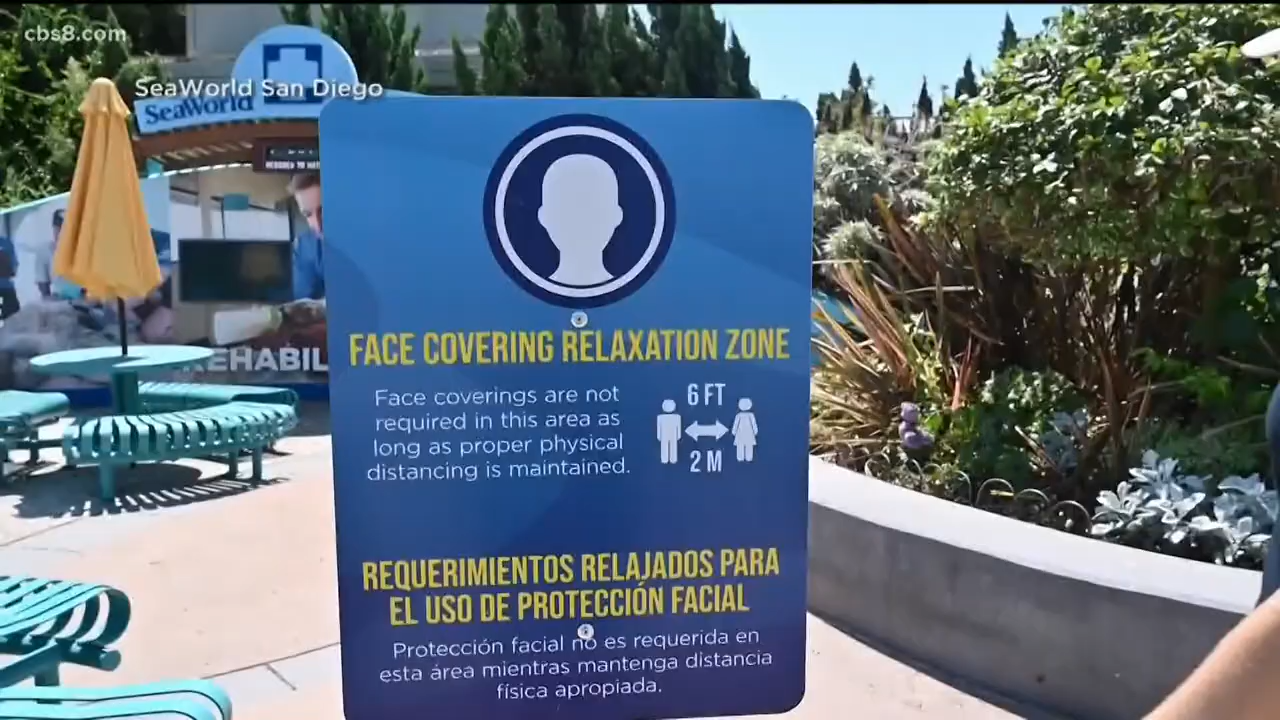 cbs8.com
SeaWorld San Diego
SeaWorld
FACE COVERING RELAXATION ZONE
Face coverings are not
required in this area as
long as proper physical
distancing is maintained.
6 FT
2 M
REQUERIMIENTOS RELAJADOS PARA
EL USO DE PROTECCIÓN FACIAL
Protección facial no es requerida en
esta área mientras mantenga distancia
física apropiada.